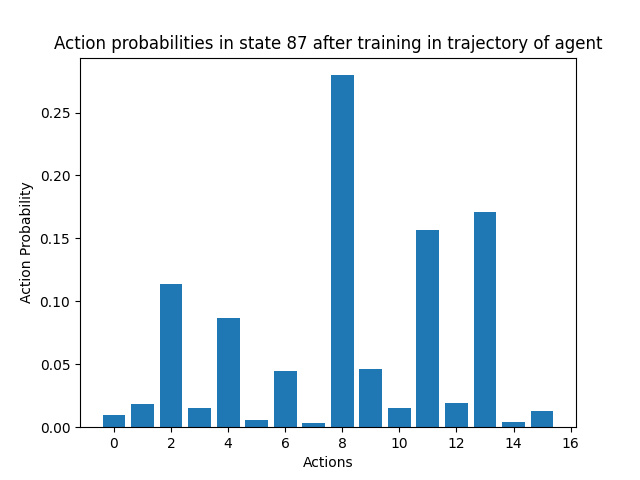 Action probabilities in state 87 after training in trajectory of agent
0.25
0.20
0.15
0.10
0.05
0.00
Action Probability
0 2 4 6 8 10 12 14 16
Actions